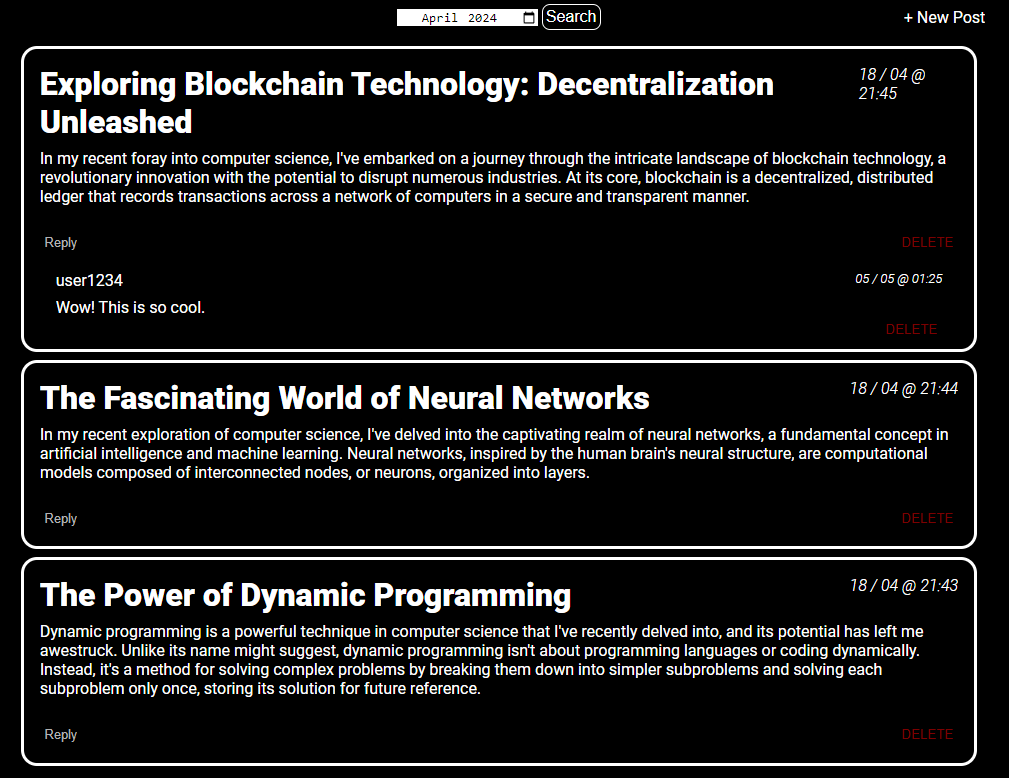 April 2024 Search + New Post
Exploring Blockchain Technology: Decentralization
Unleashed
18 / 04 @
21:45
In my recent foray into computer science, I've embarked on a journey through the intricate landscape of blockchain technology, a
revolutionary innovation with the potential to disrupt numerous industries. At its core, blockchain is a decentralized, distributed
ledger that records transactions across a network of computers in a secure and transparent manner.
Reply DELETE
user1234 05 / 05 @ 01:25
Wow! This is so cool.
DELETE
The Fascinating World of Neural Networks 18 / 04 @ 21:44
In my recent exploration of computer science, I've delved into the captivating realm of neural networks, a fundamental concept in
artificial intelligence and machine learning. Neural networks, inspired by the human brain's neural structure, are computational
models composed of interconnected nodes, or neurons, organized into layers.
Reply DELETE
The Power of Dynamic Programming 18 / 04 @ 21:43
Dynamic programming is a powerful technique in computer science that I've recently delved into, and its potential has left me
awestruck. Unlike its name might suggest, dynamic programming isn't about programming languages or coding dynamically.
Instead, it's a method for solving complex problems by breaking them down into simpler subproblems and solving each
subproblem only once, storing its solution for future reference.
Reply DELETE